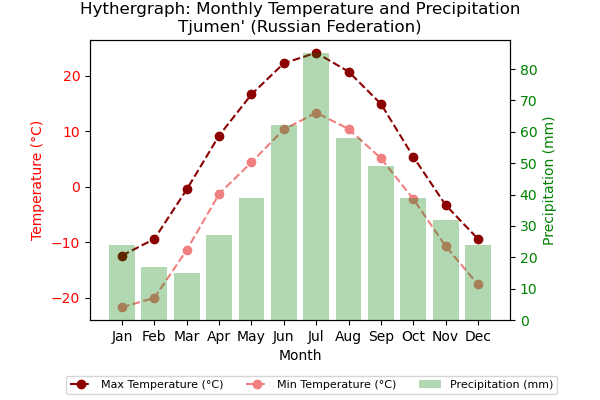 Hythergraph: Monthly Temperature and Precipitation
Tjumen' (Russian Federation)
20
10
0
−10
−20
Temperature (°C)
80
70
60
50
40
30
20
10
0
Precipitation (mm)
Jan Feb Mar Apr May Jun Jul Aug Sep Oct Nov Dec
Month
Max Temperature (°C) Min Temperature (°C) Precipitation (mm)